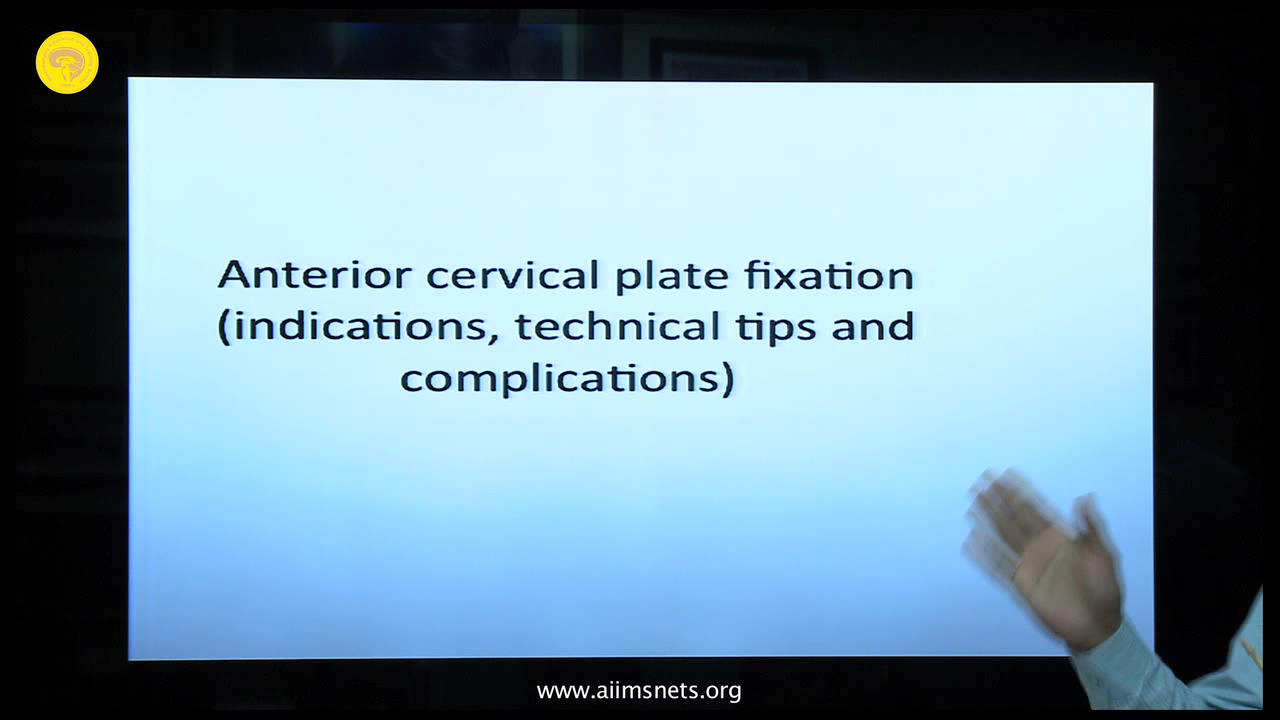 Anterior cervical plate fixation
(indications, technical tips and
complications)
www.aiimsnets.org